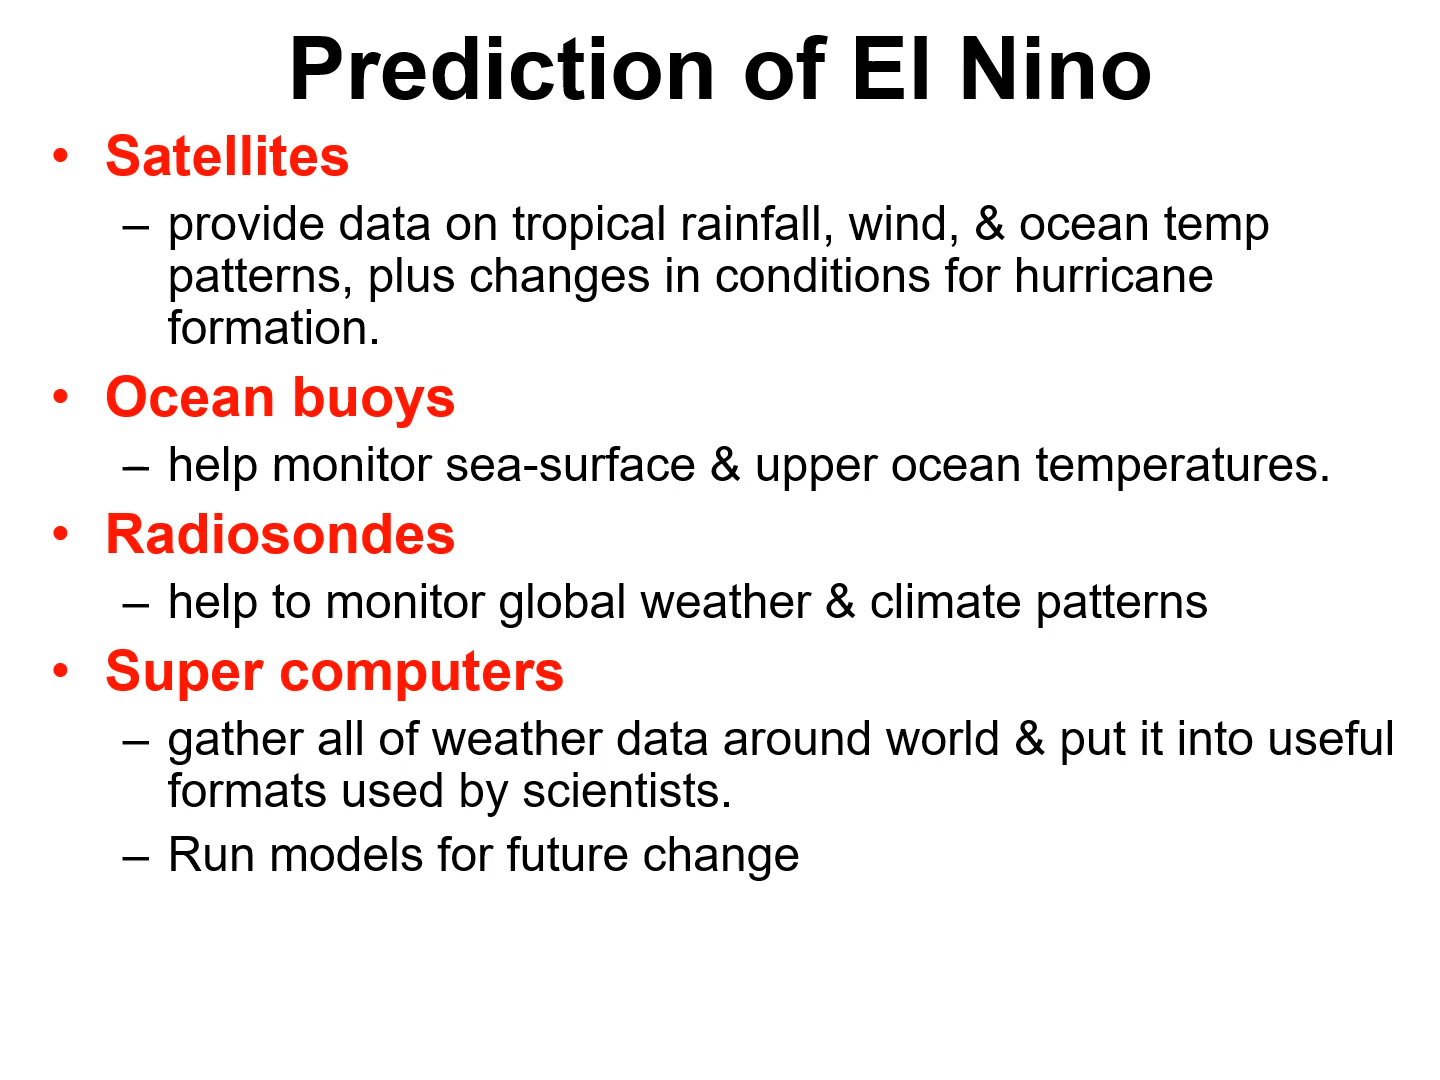 Prediction of El Nino
• Satellites
– provide data on tropical rainfall, wind, & ocean temp
patterns, plus changes in conditions for hurricane
formation.
• Ocean buoys
– help monitor sea-surface & upper ocean temperatures.
• Radiosondes
– help to monitor global weather & climate patterns
• Super computers
– gather all of weather data around world & put it into useful
formats used by scientists.
– Run models for future change